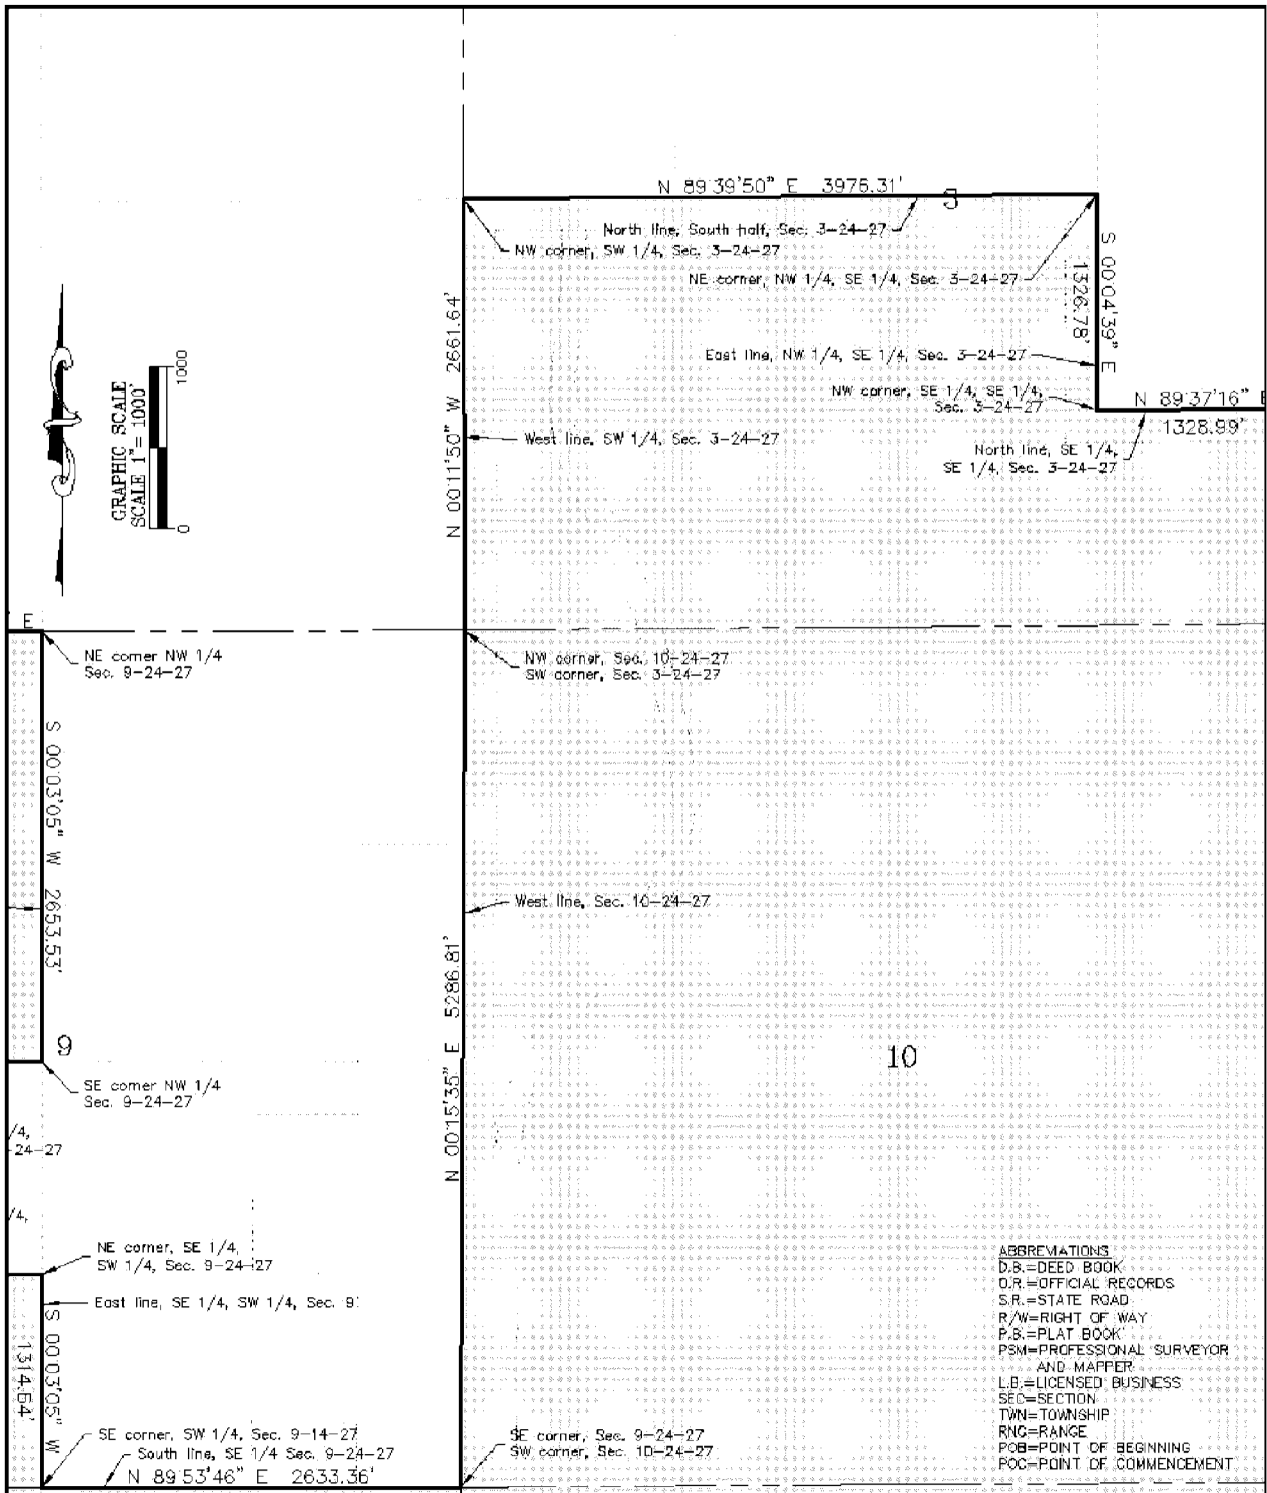 N 89°39'50" E 3976.31'
3
North line, South half, Sec. 3-24-27
NW corner, SW 1/4, Sec. 3-24-27
NE corner, NW 1/4, SE 1/4, Sec. 3-24-27
S 00°04'39" E
1326.78'
East line, NW 1/4, SE 1/4, Sec. 3-24-27
NW corner, SE 1/4, SE 1/4,
Sec. 3-24-27
N 89°37'16" E
1328.99'
North line, SE 1/4,
SE 1/4, Sec. 3-24-27
N 00°11'50" W 2661.64'
West line, SW 1/4, Sec. 3-24-27
GRAPHIC SCALE
SCALE 1"= 1000'
0
1000
E
NE corner NW 1/4
Sec. 9-24-27
NW corner, Sec. 10-24-27
SW corner, Sec. 3-24-27
S 00°03'05" W 2653.53'
West line, Sec. 10-24-27
N 00°15'35" E 5286.81'
9
10
SE corner NW 1/4
Sec. 9-24-27
/4,
24-27
/4,
NE corner, SE 1/4,
SW 1/4, Sec. 9-24-27
East line, SE 1/4, SW 1/4, Sec. 9
S 00°03'05" W
1314.64'
SE corner, SW 1/4, Sec. 9-14-27
South line, SE 1/4 Sec. 9-24-27
N 89°53'46" E 2633.36'
SE corner, Sec. 9-24-27
SW corner, Sec. 10-24-27
ABBREVIATIONS
D.B.=DEED BOOK
O.R.=OFFICIAL RECORDS
S.R.=STATE ROAD
R/W=RIGHT OF WAY
P.B.=PLAT BOOK
PSM=PROFESSIONAL SURVEYOR
AND MAPPER
L.B.=LICENSED BUSINESS
SEC=SECTION
TWN=TOWNSHIP
RNG=RANGE
POB=POINT OF BEGINNING
POC=POINT OF COMMENCEMENT